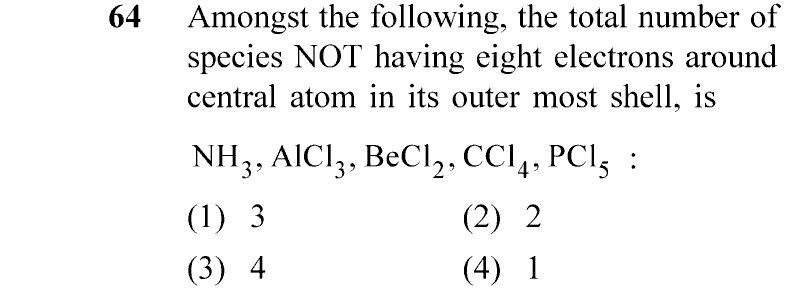 64 Amongst the following, the total number of
species NOT having eight electrons around
central atom in its outer most shell, is
NH₃, AlCl₃, BeCl₂, CCl₄, PCl₅ :
(1) 3 (2) 2
(3) 4 (4) 1